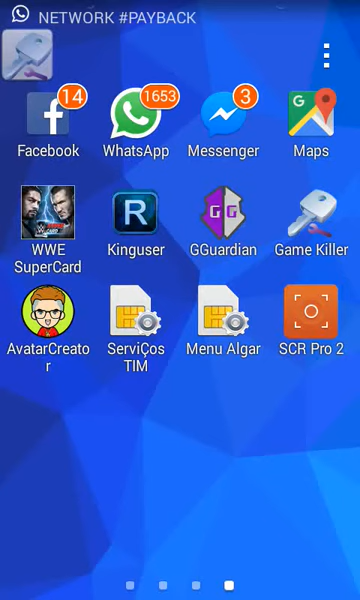 NETWORK #PAYBACK
14
1653
3
G
Facebook
WhatsApp
Messenger
Maps
R
G G
WWE
SuperCard
Kinguser
GGuardian
Game Killer
AvatarCreato
r
ServiÇos
TIM
Menu Algar
SCR Pro 2